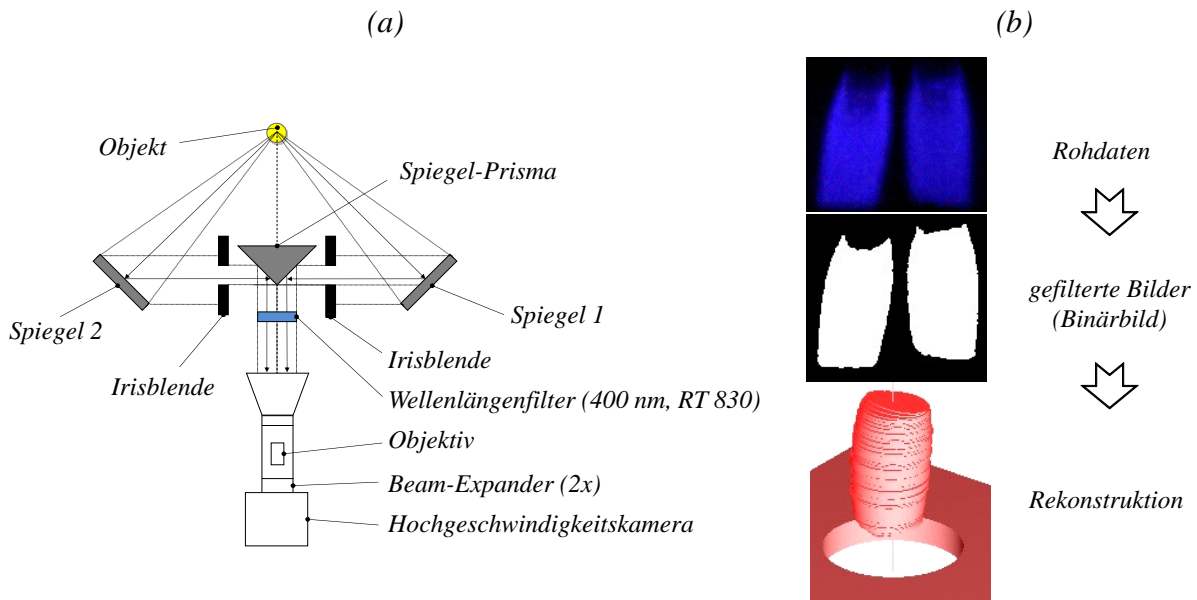 (a)
Objekt
Spiegel-Prisma
Spiegel 2
Spiegel 1
Irisblende
Irisblende
Wellenlängenfilter (400 nm, RT 830)
Objektiv
Beam-Expander (2x)
Hochgeschwindigkeitskamera
(b)
Rohdaten
gefilterte Bilder
(Binärbild)
Rekonstruktion